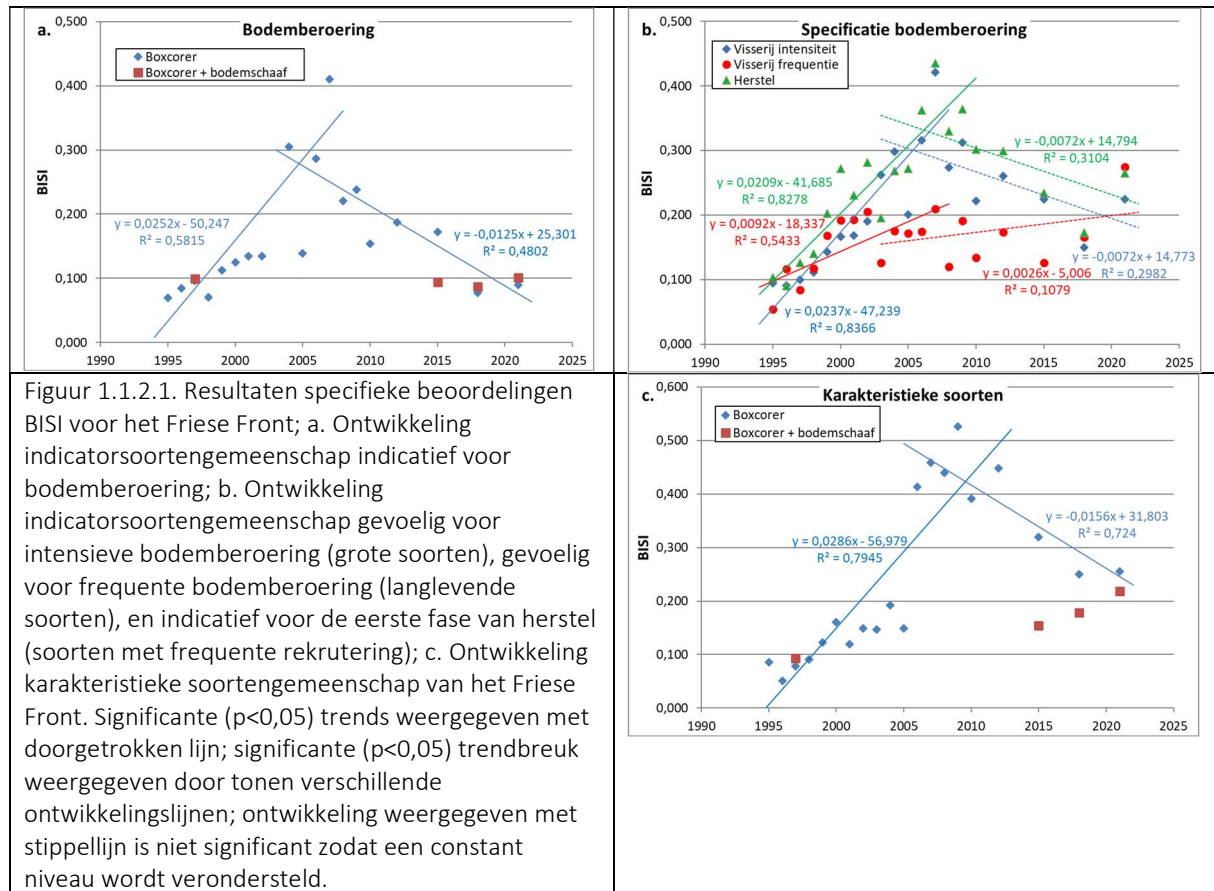 a.
Bodemberoering
Boxcorer
Boxcorer + bodemschaaf
BISI
0,500
0,400
0,300
0,200
0,100
0,000
y = 0,0252x - 50,247
R² = 0,5815
y = -0,0125x + 25,301
R² = 0,4802
1990 1995 2000 2005 2010 2015 2020 2025
b.
Specificatie bodemberoering
Visserij intensiteit
Visserij frequentie
Herstel
BISI
0,500
0,400
0,300
0,200
0,100
0,000
y = -0,0072x + 14,794
R² = 0,3104
y = 0,0209x - 41,685
R² = 0,8278
y = 0,0092x - 18,337
R² = 0,5433
y = -0,0072x + 14,773
R² = 0,2982
y = 0,0026x - 5,006
R² = 0,1079
y = 0,0237x - 47,239
R² = 0,8366
1990 1995 2000 2005 2010 2015 2020 2025
Figuur 1.1.2.1. Resultaten specifieke beoordelingen
BISI voor het Friese Front; a. Ontwikkeling
indicatorsoortengemeenschap indicatief voor
bodemberoering; b. Ontwikkeling
indicatorsoortengemeenschap gevoelig voor
intensieve bodemberoering (grote soorten), gevoelig
voor frequente bodemberoering (langlevende
soorten), en indicatief voor de eerste fase van herstel
(soorten met frequente rekrutering); c. Ontwikkeling
karakteristieke soortengemeenschap van het Friese
Front. Significante (p<0,05) trends weergegeven met
doorgetrokken lijn; significante (p<0,05) trendbreuk
weergegeven door tonen verschillende
ontwikkelingslijnen; ontwikkeling weergegeven met
stippellijn is niet significant zodat een constant
niveau wordt verondersteld.
c.
Karakteristieke soorten
Boxcorer
Boxcorer + bodemschaaf
BISI
0,600
0,500
0,400
0,300
0,200
0,100
0,000
y = -0,0156x + 31,803
R² = 0,724
y = 0,0286x - 56,979
R² = 0,7945
1990 1995 2000 2005 2010 2015 2020 2025